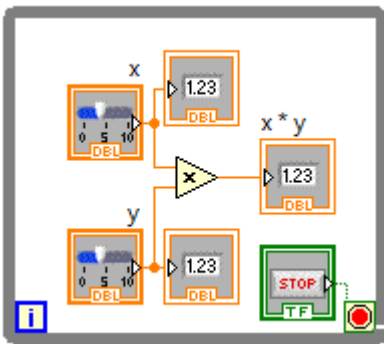 x
1.23
0 5 10
DBL
DBL
x * y
x
1.23
DBL
y
1.23
0 5 10
DBL
DBL
STOP
TF
i